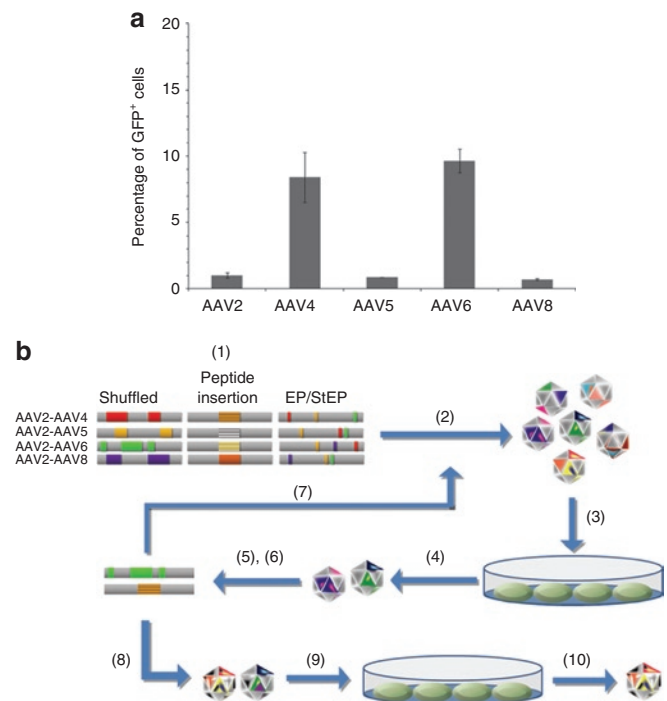 a
Percentage of GFP+ cells
20
15
10
5
0
AAV2 AAV4 AAV5 AAV6 AAV8
b
(1)
Shuffled
Peptide
insertion
EP/StEP
AAV2-AAV4
AAV2-AAV5
AAV2-AAV6
AAV2-AAV8
(2)
(7)
(3)
(5), (6)
(4)
(8)
(9)
(10)